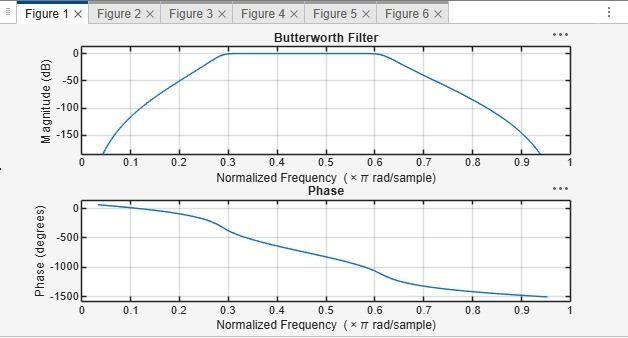 Figure 1 × Figure 2 × Figure 3 × Figure 4 × Figure 5 × Figure 6 ×
Butterworth Filter
Magnitude (dB)
0
-50
-100
-150
0 0.1 0.2 0.3 0.4 0.5 0.6 0.7 0.8 0.9 1
Normalized Frequency (× π rad/sample)
Phase
Phase (degrees)
0
-500
-1000
-1500
0 0.1 0.2 0.3 0.4 0.5 0.6 0.7 0.8 0.9 1
Normalized Frequency (× π rad/sample)